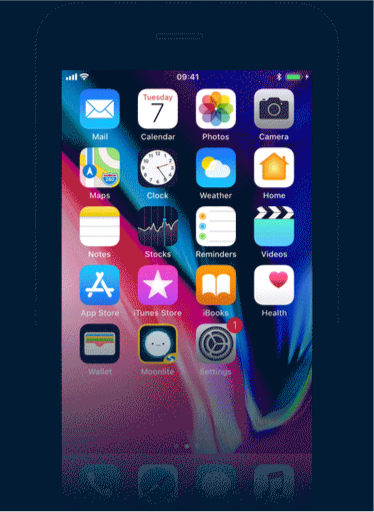 09:41
Tuesday
7
Mail Calendar Photos Camera
Maps Clock Weather Home
Notes Stocks Reminders Videos
App Store iTunes Store iBooks Health
1
Wallet Moonlite Settings